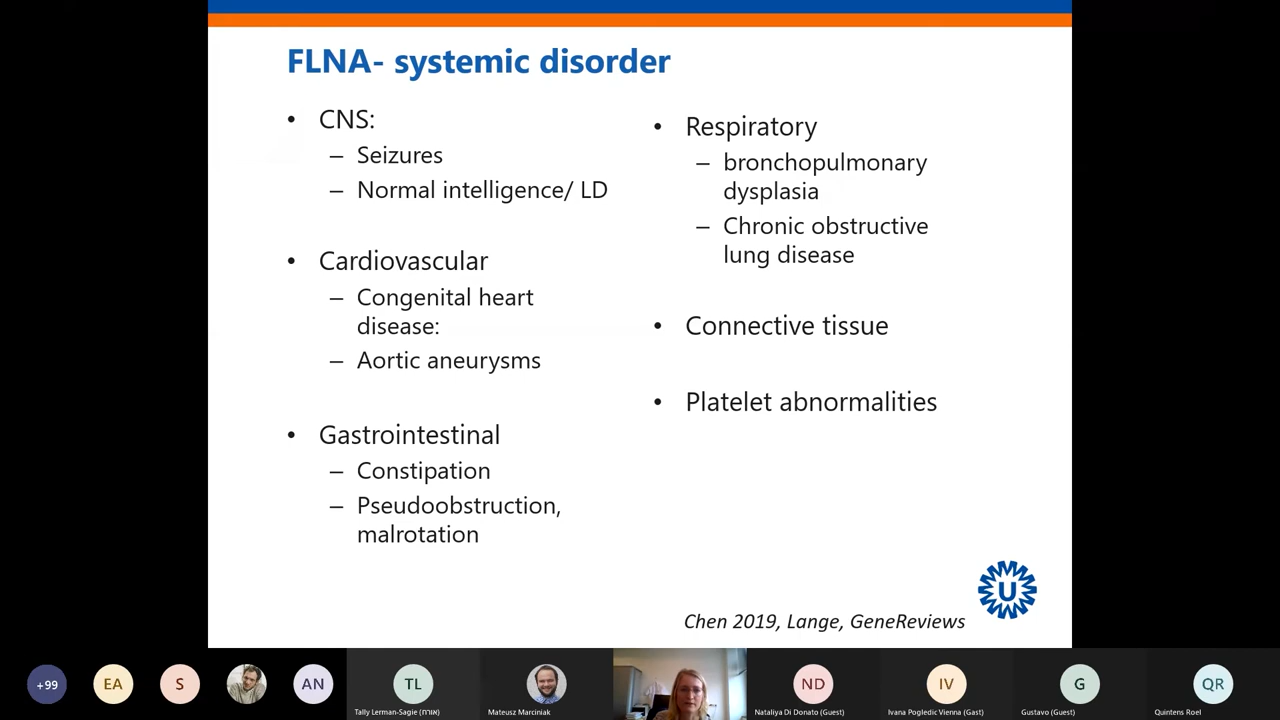 FLNA- systemic disorder
• CNS:
– Seizures
– Normal intelligence/ LD
• Cardiovascular
– Congenital heart
disease:
– Aortic aneurysms
• Gastrointestinal
– Constipation
– Pseudoobstruction,
malrotation
• Respiratory
– bronchopulmonary
dysplasia
– Chronic obstructive
lung disease
• Connective tissue
• Platelet abnormalities
U
Chen 2019, Lange, GeneReviews
+99
EA
S
AN
TL
Tally Lerman-Sagie (אורח)
Mateusz Marciniak
ND
Nataliya Di Donato (Guest)
IV
Ivana Pogledic Vienna (Gast)
G
Gustavo (Guest)
QR
Quintens Roel